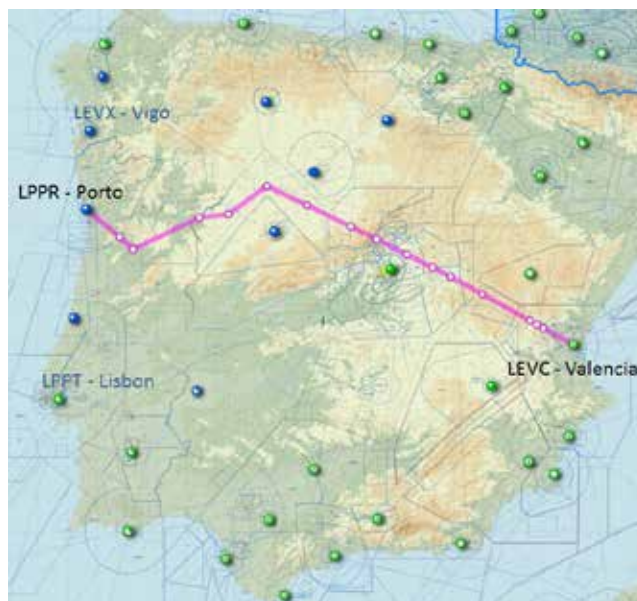 LEVX - Vigo
LPPR - Porto
LEVC - Valencia
LPPT - Lisbon